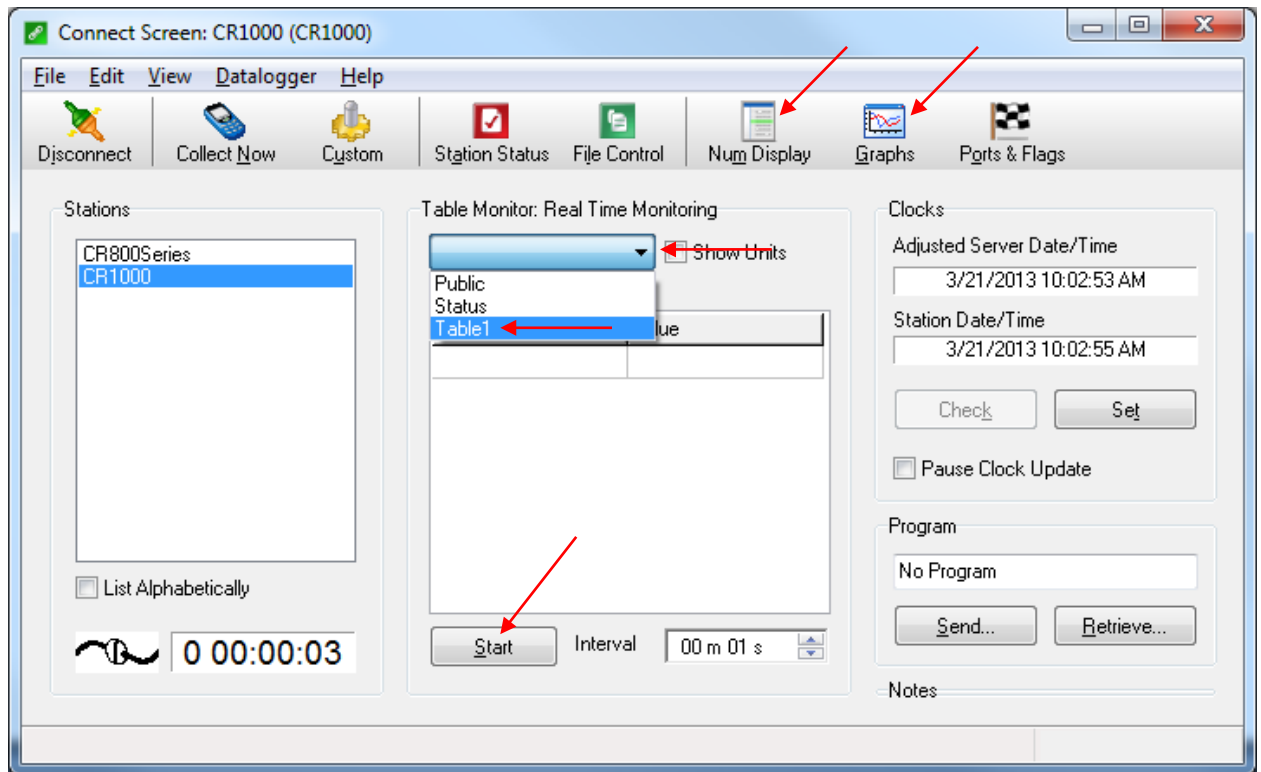 Connect Screen: CR1000 (CR1000)
File Edit View Datalogger Help
Disconnect Collect Now Custom Station Status File Control Num Display Graphs Ports & Flags
Stations
CR800Series
CR1000
List Alphabetically
0 00:00:03
Table Monitor: Real Time Monitoring
Show Units
Public
Status
Table1
lue
Start Interval 00 m 01 s
Clocks
Adjusted Server Date/Time
3/21/2013 10:02:53 AM
Station Date/Time
3/21/2013 10:02:55 AM
Check Set
Pause Clock Update
Program
No Program
Send... Retrieve...
Notes